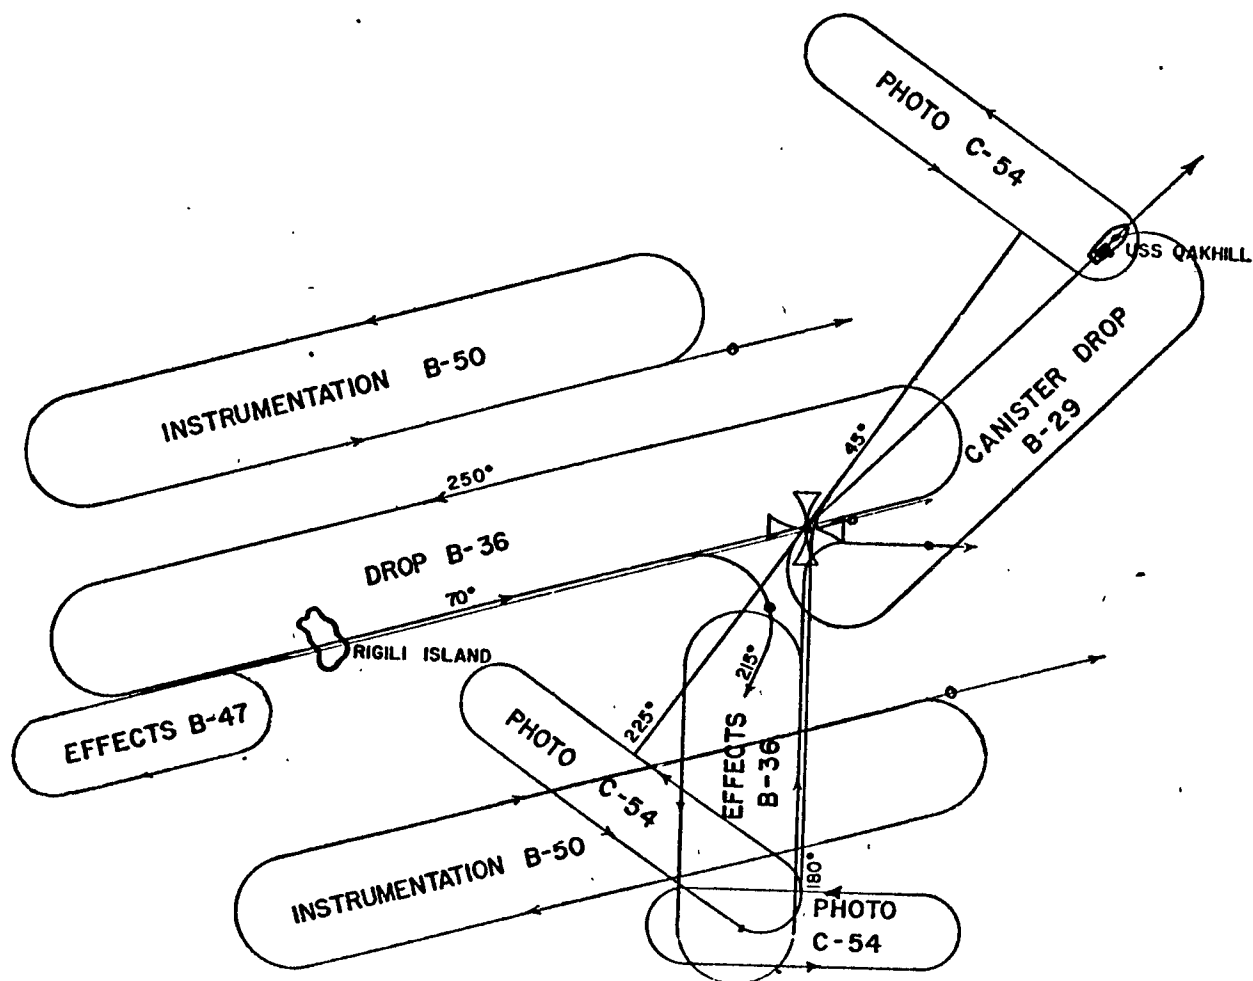 PHOTO C-54
USS OAKHILL
INSTRUMENTATION B-50
CANISTER DROP
B-29
45°
250°
DROP B-36
70°
RIGILI ISLAND
EFFECTS B-47
215°
225°
PHOTO
C-54
EFFECTS
B-36
INSTRUMENTATION B-50
180°
PHOTO
C-54